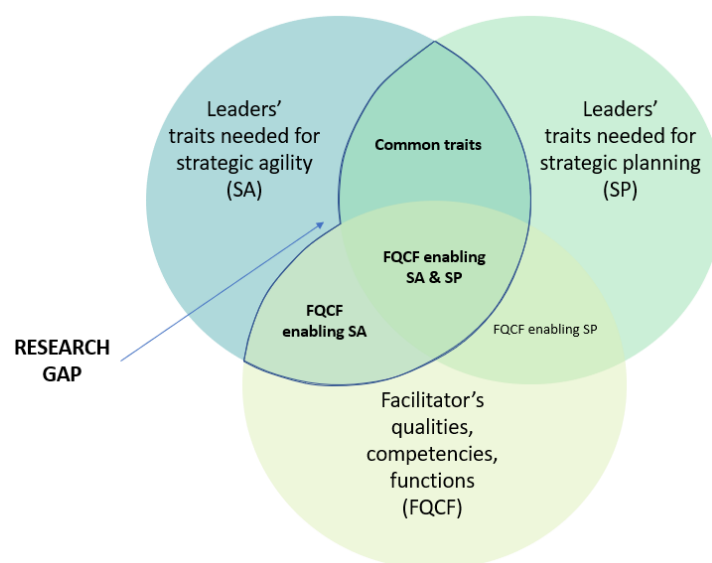 Leaders'
traits needed for
strategic agility
(SA)
Common traits
Leaders'
traits needed for
strategic planning
(SP)
FQCF enabling
SA & SP
FQCF
enabling SA
FQCF enabling SP
RESEARCH
GAP
Facilitator's
qualities,
competencies,
functions
(FQCF)